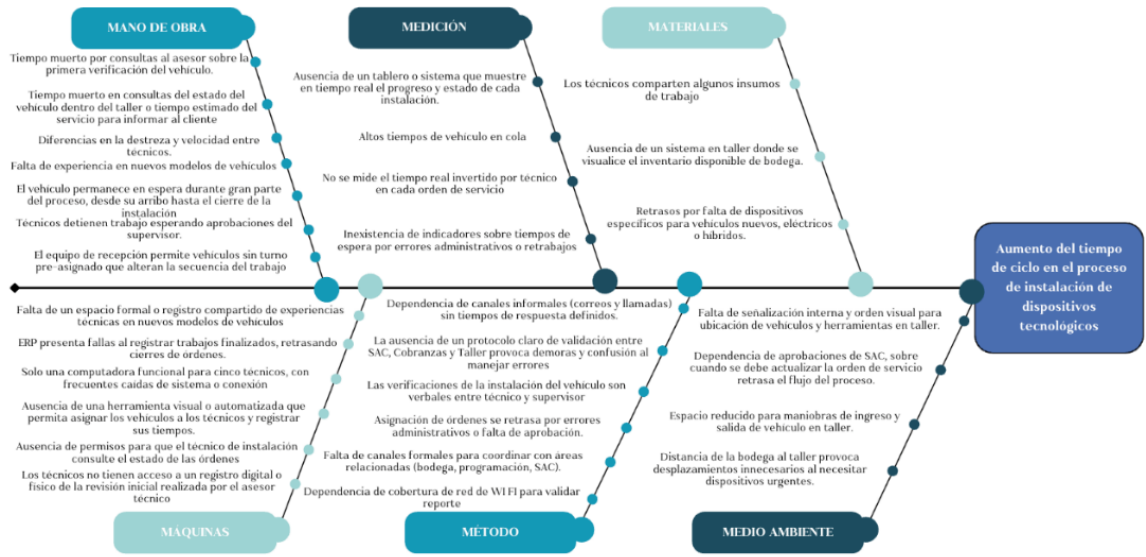 MANO DE OBRA
Tiempo muerto por consultas al asesor sobre la
primera verificación del vehículo.
Tiempo muerto en consultas del estado del
vehículo dentro del taller o tiempo estimado del
servicio para informar al cliente
Diferencias en la destreza y velocidad entre
técnicos.
Falta de experiencia en nuevos modelos de vehículos
El vehículo permanece en espera durante gran parte
del proceso, desde su arribo hasta el cierre de la
instalación
Técnicos detienen trabajo esperando aprobaciones del
supervisor.
El equipo de recepción permite vehículos sin turno
pre-asignado que alteran la secuencia del trabajo
MEDICIÓN
Ausencia de un tablero o sistema que muestre
en tiempo real el progreso y estado de cada
instalación.
Altos tiempos de vehículo en cola
No se mide el tiempo real invertido por técnico
en cada orden de servicio
Inexistencia de indicadores sobre tiempos de
espera por errores administrativos o retrabajos
MATERIALES
Los técnicos comparten algunos insumos
de trabajo
Ausencia de un sistema en taller donde se
visualice el inventario disponible de bodega.
Retrasos por falta de dispositivos
específicos para vehículos nuevos, eléctricos
o híbridos.
Aumento del tiempo
de ciclo en el proceso
de instalación de
dispositivos
tecnológicos
Falta de un espacio formal o registro compartido de experiencias
técnicas en nuevos modelos de vehículos
ERP presenta fallas al registrar trabajos finalizados, retrasando
cierres de órdenes.
Solo una computadora funcional para cinco técnicos, con
frecuentes caídas de sistema o conexión
Ausencia de una herramienta visual o automatizada que
permita asignar los vehículos a los técnicos y registrar
sus tiempos.
Ausencia de permisos para que el técnico de instalación
consulte el estado de las órdenes
Los técnicos no tienen acceso a un registro digital o
físico de la revisión inicial realizada por el asesor
técnico
MÁQUINAS
Dependencia de canales informales (correos y llamadas)
sin tiempos de respuesta definidos.
La ausencia de un protocolo claro de validación entre
SAC, Cobranzas y Taller provoca demoras y confusión al
manejar errores
Las verificaciones de la instalación del vehículo son
verbales entre técnico y supervisor
Asignación de órdenes se retrasa por errores
administrativos o falta de aprobación.
Falta de canales formales para coordinar con áreas
relacionadas (bodega, programación, SAC).
Dependencia de cobertura de red de WI FI para validar
reporte
MÉTODO
Falta de señalización interna y orden visual para
ubicación de vehículos y herramientas en taller.
Dependencia de aprobaciones de SAC, sobre
cuando se debe actualizar la orden de servicio
retrasa el flujo del proceso.
Espacio reducido para maniobras de ingreso y
salida de vehículo en taller.
Distancia de la bodega al taller provoca
desplazamientos innecesarios al necesitar
dispositivos urgentes.
MEDIO AMBIENTE